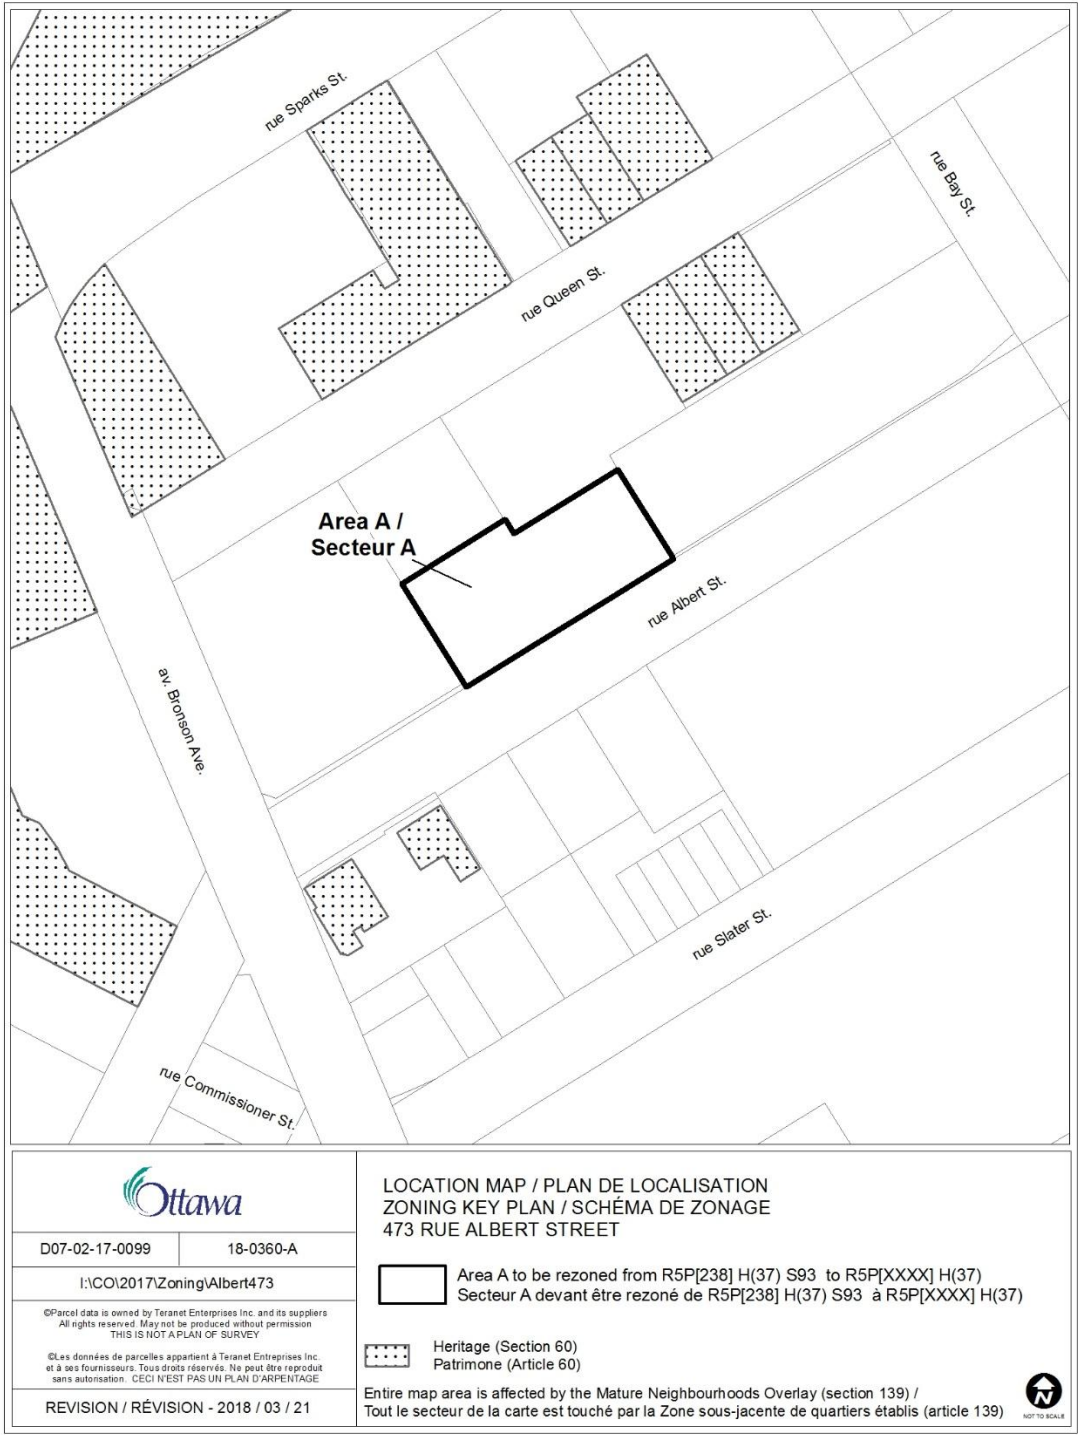 rue Sparks St.
rue Bay St.
rue Queen St.
Area A /
Secteur A
rue Albert St.
av. Bronson Ave.
rue Slater St.
rue Commissioner St.
Ottawa
D07-02-17-0099
18-0360-A
I:\CO\2017\Zoning\Albert473
©Parcel data is owned by Teranet Enterprises Inc. and its suppliers
All rights reserved. May not be produced without permission
THIS IS NOT A PLAN OF SURVEY
©Les données de parcelles appartient à Teranet Entreprises Inc.
et à ses fournisseurs. Tous droits réservés. Ne peut être reproduit
sans autorisation. CECI N'EST PAS UN PLAN D'ARPENTAGE
REVISION / RÉVISION - 2018 / 03 / 21
LOCATION MAP / PLAN DE LOCALISATION
ZONING KEY PLAN / SCHÉMA DE ZONAGE
473 RUE ALBERT STREET
Area A to be rezoned from R5P[238] H(37) S93 to R5P[XXXX] H(37)
Secteur A devant être rezoné de R5P[238] H(37) S93 à R5P[XXXX] H(37)
Heritage (Section 60)
Patrimone (Article 60)
Entire map area is affected by the Mature Neighbourhoods Overlay (section 139) /
Tout le secteur de la carte est touché par la Zone sous-jacente de quartiers établis (article 139)
N
NOT TO SCALE